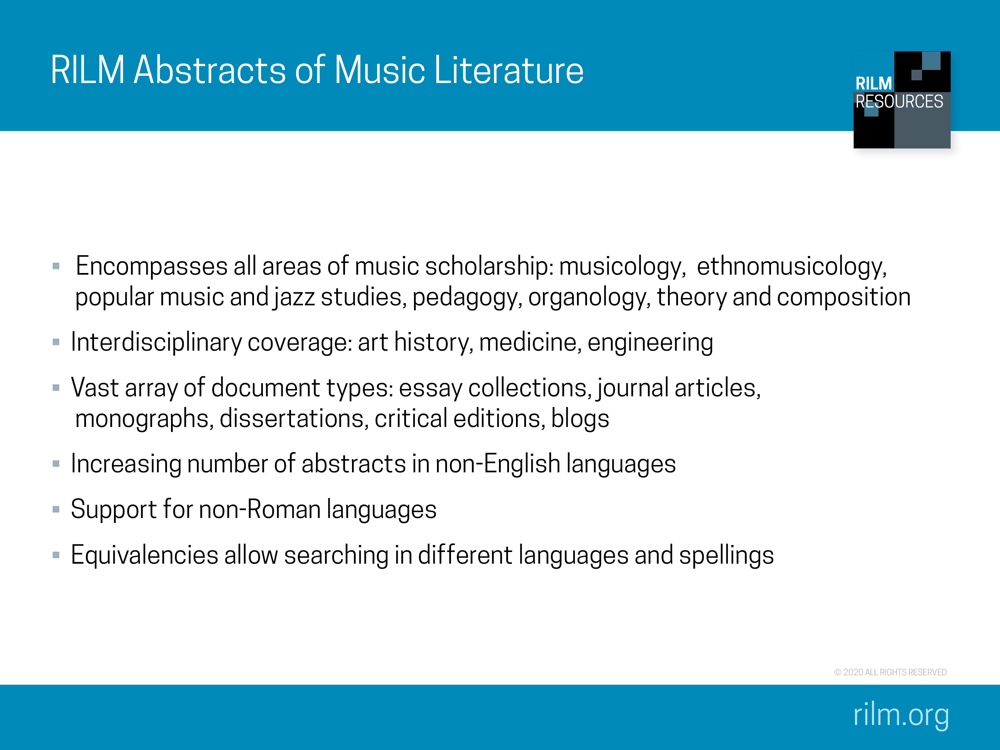 RILM Abstracts of Music Literature
RILM
RESOURCES
▪ Encompasses all areas of music scholarship: musicology,  ethnomusicology,
popular music and jazz studies, pedagogy, organology, theory and composition
▪ Interdisciplinary coverage: art history, medicine, engineering
▪ Vast array of document types: essay collections, journal articles,
monographs, dissertations, critical editions, blogs
▪ Increasing number of abstracts in non-English languages
▪ Support for non-Roman languages
▪ Equivalencies allow searching in different languages and spellings
© 2020 ALL RIGHTS RESERVED
rilm.org